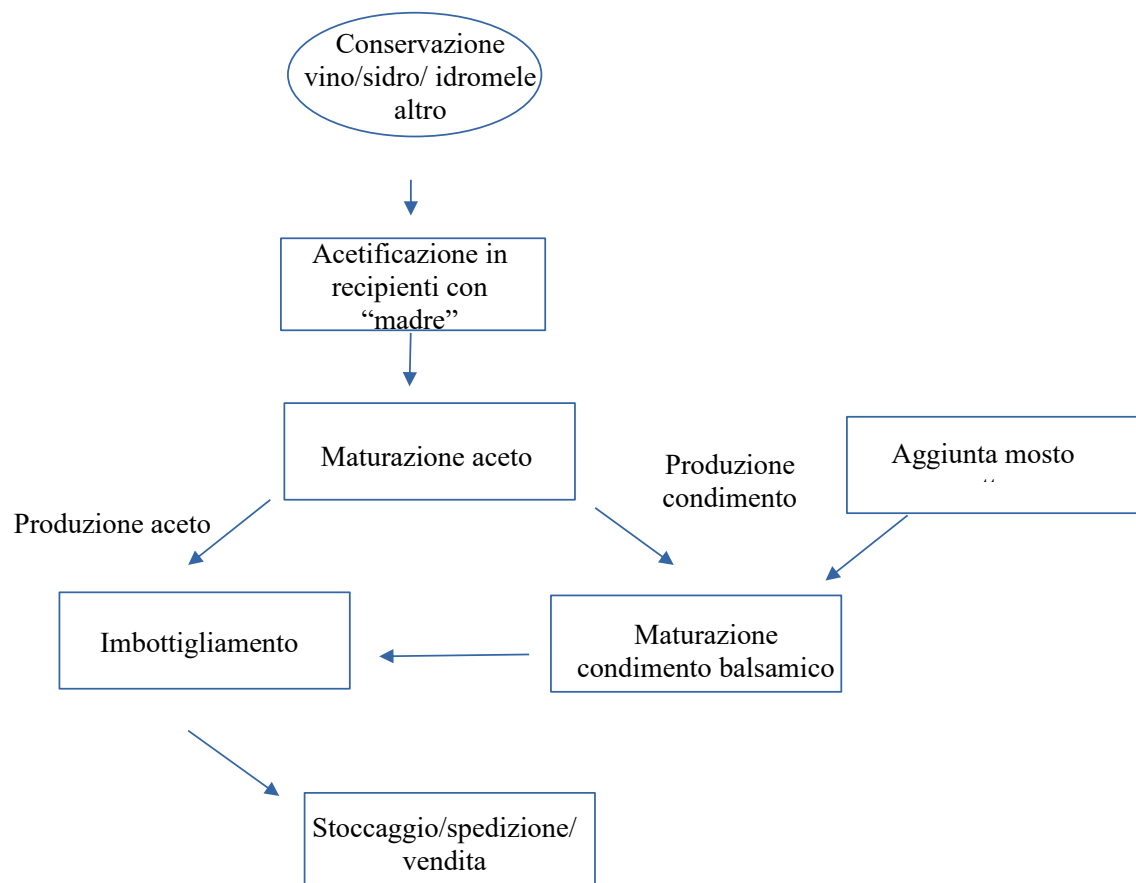 Conservazione
vino/sidro/ idromele
altro
Acetificazione in
recipienti con
“madre”
Maturazione aceto
Produzione
condimento
Aggiunta mosto
Produzione aceto
Imbottigliamento
Maturazione
condimento balsamico
Stoccaggio/spedizione/
vendita